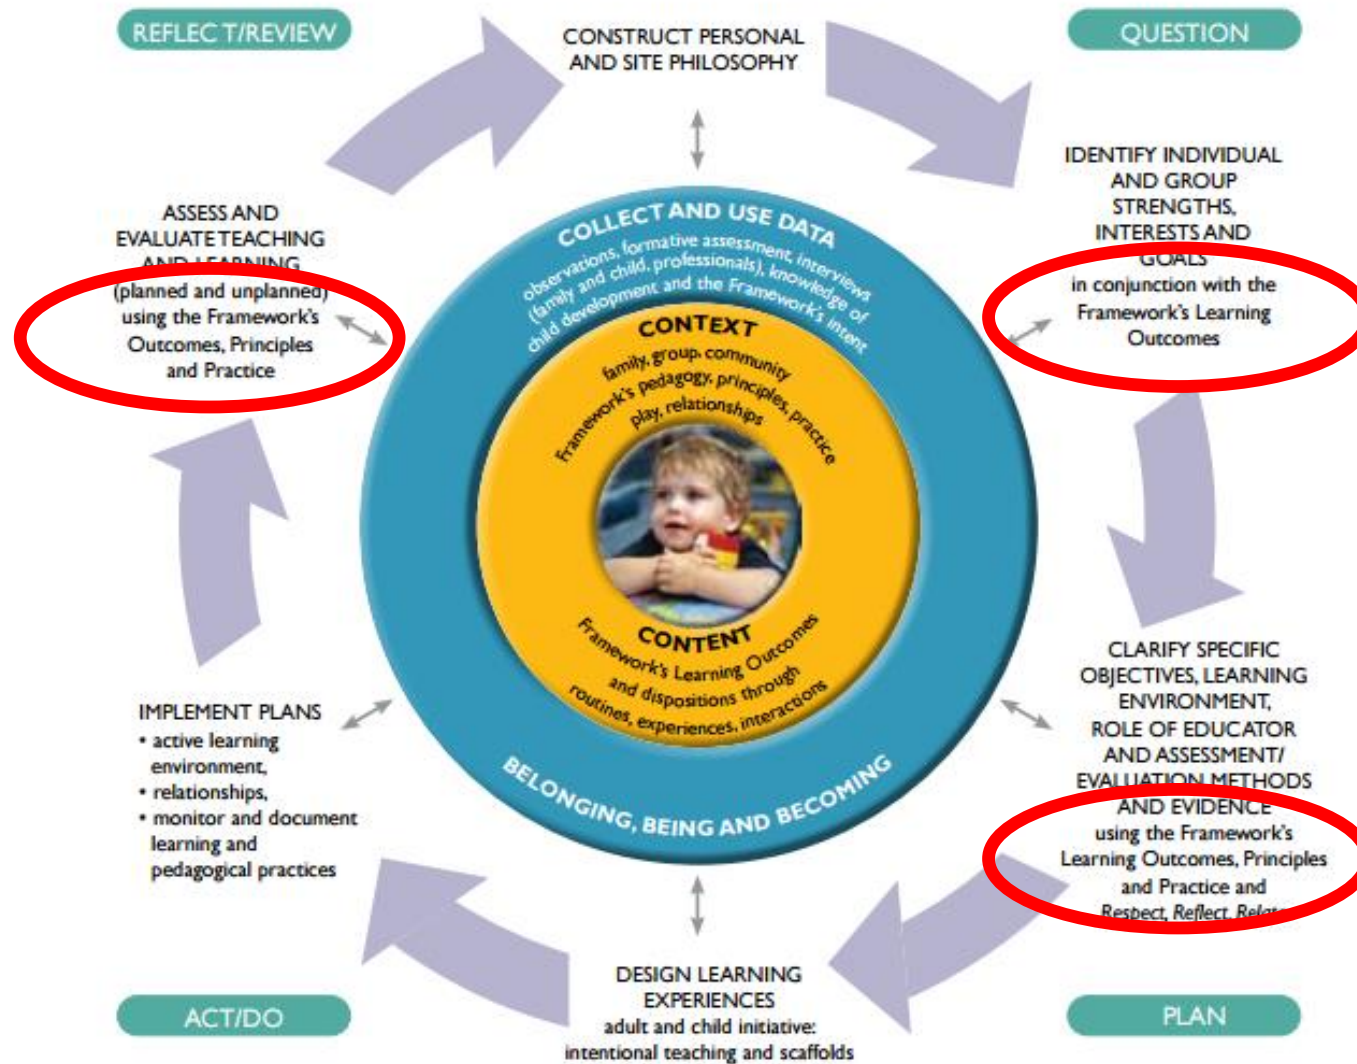 REFLECT/REVIEW
CONSTRUCT PERSONAL
AND SITE PHILOSOPHY
QUESTION
IDENTIFY INDIVIDUAL
AND GROUP
STRENGTHS,
INTERESTS AND
GOALS
in conjunction with the
Framework's Learning
Outcomes
CLARIFY SPECIFIC
OBJECTIVES, LEARNING
ENVIRONMENT,
ROLE OF EDUCATOR
AND ASSESSMENT/
EVALUATION METHODS
AND EVIDENCE
using the Framework's
Learning Outcomes, Principles
and Practice and
Respect, Reflect, Relate
PLAN
DESIGN LEARNING
EXPERIENCES
adult and child initiative:
intentional teaching and scaffolds
ACT/DO
IMPLEMENT PLANS
• active learning
environment,
• relationships,
• monitor and document
learning and
pedagogical practices
ASSESS AND
EVALUATE TEACHING
AND LEARNING
(planned and unplanned)
using the Framework's
Outcomes, Principles
and Practice
COLLECT AND USE DATA
observations, formative assessment, interviews
(family and child, professionals), knowledge of
child development and the Framework's intent
CONTEXT
family, group, community
Framework's pedagogy, principles, practice
play, relationships
CONTENT
Framework's Learning Outcomes
and dispositions through
routines, experiences, interactions
BELONGING, BEING AND BECOMING